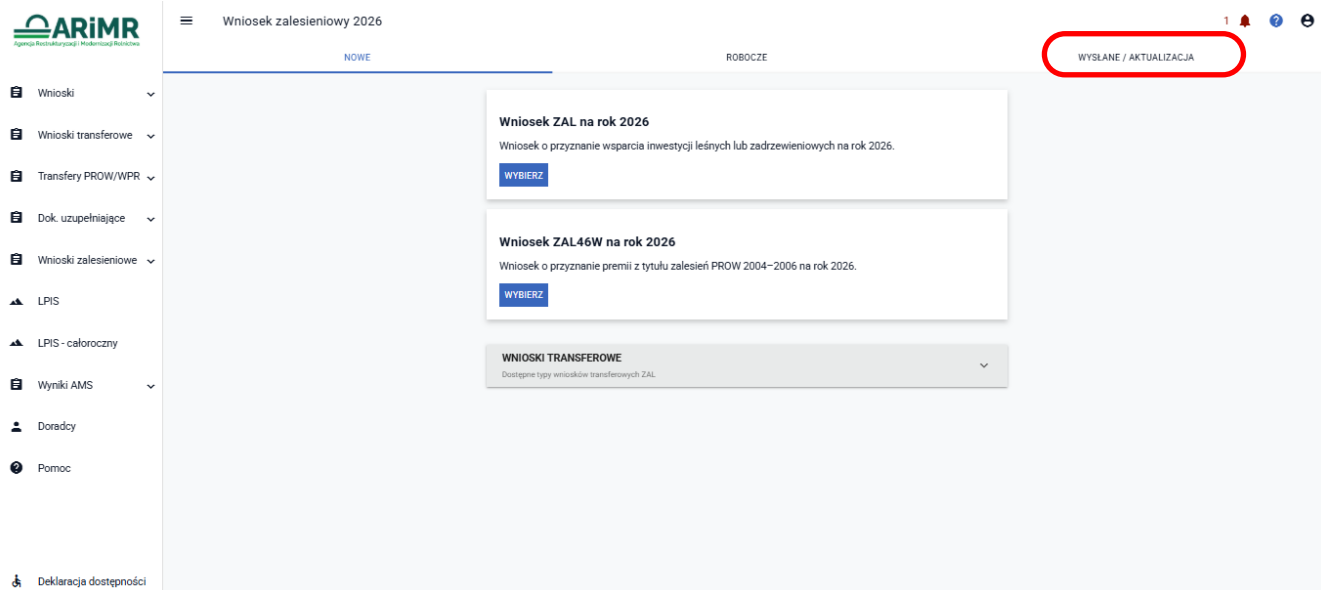 ARiMR
Agencja Restrukturyzacji i Modernizacji Rolnictwa
Wniosek zalesieniowy 2026
1
NOWE
ROBOCZE
WYSŁANE / AKTUALIZACJA
Wnioski
Wnioski transferowe
Transfery PROW/WPR
Dok. uzupełniające
Wnioski zalesieniowe
LPIS
LPIS - całoroczny
Wyniki AMS
Doradcy
Pomoc
Deklaracja dostępności
Wniosek ZAL na rok 2026
Wniosek o przyznanie wsparcia inwestycji leśnych lub zadrzewieniowych na rok 2026.
WYBIERZ
Wniosek ZAL46W na rok 2026
Wniosek o przyznanie premii z tytułu zalesień PROW 2004–2006 na rok 2026.
WYBIERZ
WNIOSKI TRANSFEROWE
Dostępne typy wniosków transferowych ZAL